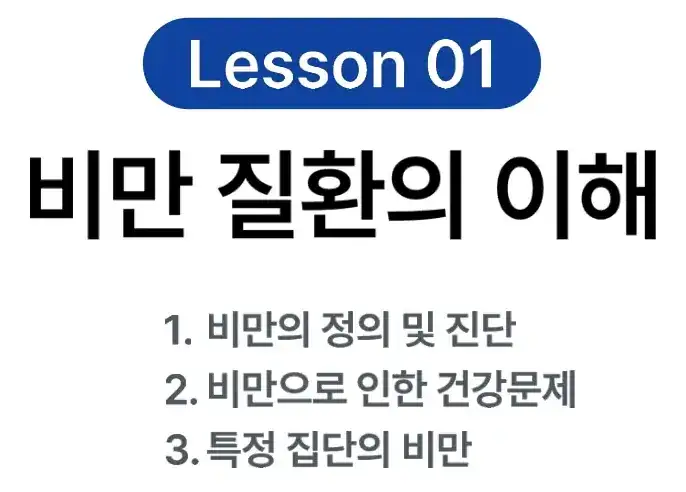 Lesson 01
비만 질환의 이해
1. 비만의 정의 및 진단
2. 비만으로 인한 건강문제
3. 특정 집단의 비만